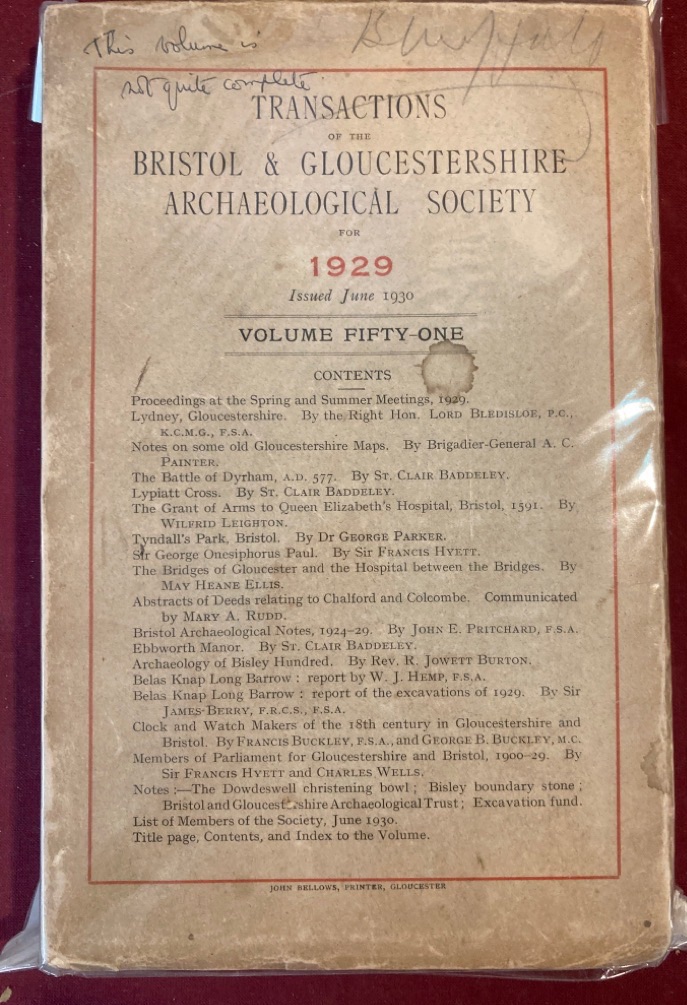 This volume is
not quite complete.
TRANSACTIONS
OF THE
BRISTOL & GLOUCESTERSHIRE
ARCHAEOLOGICAL SOCIETY
FOR
1929
Issued June 1930
VOLUME FIFTY-ONE
CONTENTS
Proceedings at the Spring and Summer Meetings, 1929.
Lydney, Gloucestershire. By the Right Hon. LORD BLEDISLOE, P.C.,
K.C.M.G., F.S.A.
Notes on some old Gloucestershire Maps. By Brigadier-General A. C.
PAINTER.
The Battle of Dyrham, A.D. 577. By ST. CLAIR BADDELEY.
Lypiatt Cross. By ST. CLAIR BADDELEY.
The Grant of Arms to Queen Elizabeth's Hospital, Bristol, 1591. By
WILFRID LEIGHTON.
Tyndall's Park, Bristol. By Dr GEORGE PARKER.
Sir George Onesiphorus Paul. By Sir FRANCIS HYETT.
The Bridges of Gloucester and the Hospital between the Bridges. By
MAY HEANE ELLIS.
Abstracts of Deeds relating to Chalford and Colcombe. Communicated
by MARY A. RUDD.
Bristol Archaeological Notes, 1924-29. By JOHN E. PRITCHARD, F.S.A.
Ebbworth Manor. By ST. CLAIR BADDELEY.
Archaeology of Bisley Hundred. By Rev. R. JOWETT BURTON.
Belas Knap Long Barrow : report by W. J. HEMP, F.S.A.
Belas Knap Long Barrow : report of the excavations of 1929. By Sir
JAMES-BERRY, F.R.C.S., F.S.A.
Clock and Watch Makers of the 18th century in Gloucestershire and
Bristol. By FRANCIS BUCKLEY, F.S.A., and GEORGE B. BUCKLEY, M.C.
Members of Parliament for Gloucestershire and Bristol, 1900-29. By
Sir FRANCIS HYETT and CHARLES WELLS.
Notes :—The Dowdeswell christening bowl ; Bisley boundary stone ;
Bristol and Gloucestershire Archaeological Trust ; Excavation fund.
List of Members of the Society, June 1930.
Title page, Contents, and Index to the Volume.
JOHN BELLOWS, PRINTER, GLOUCESTER